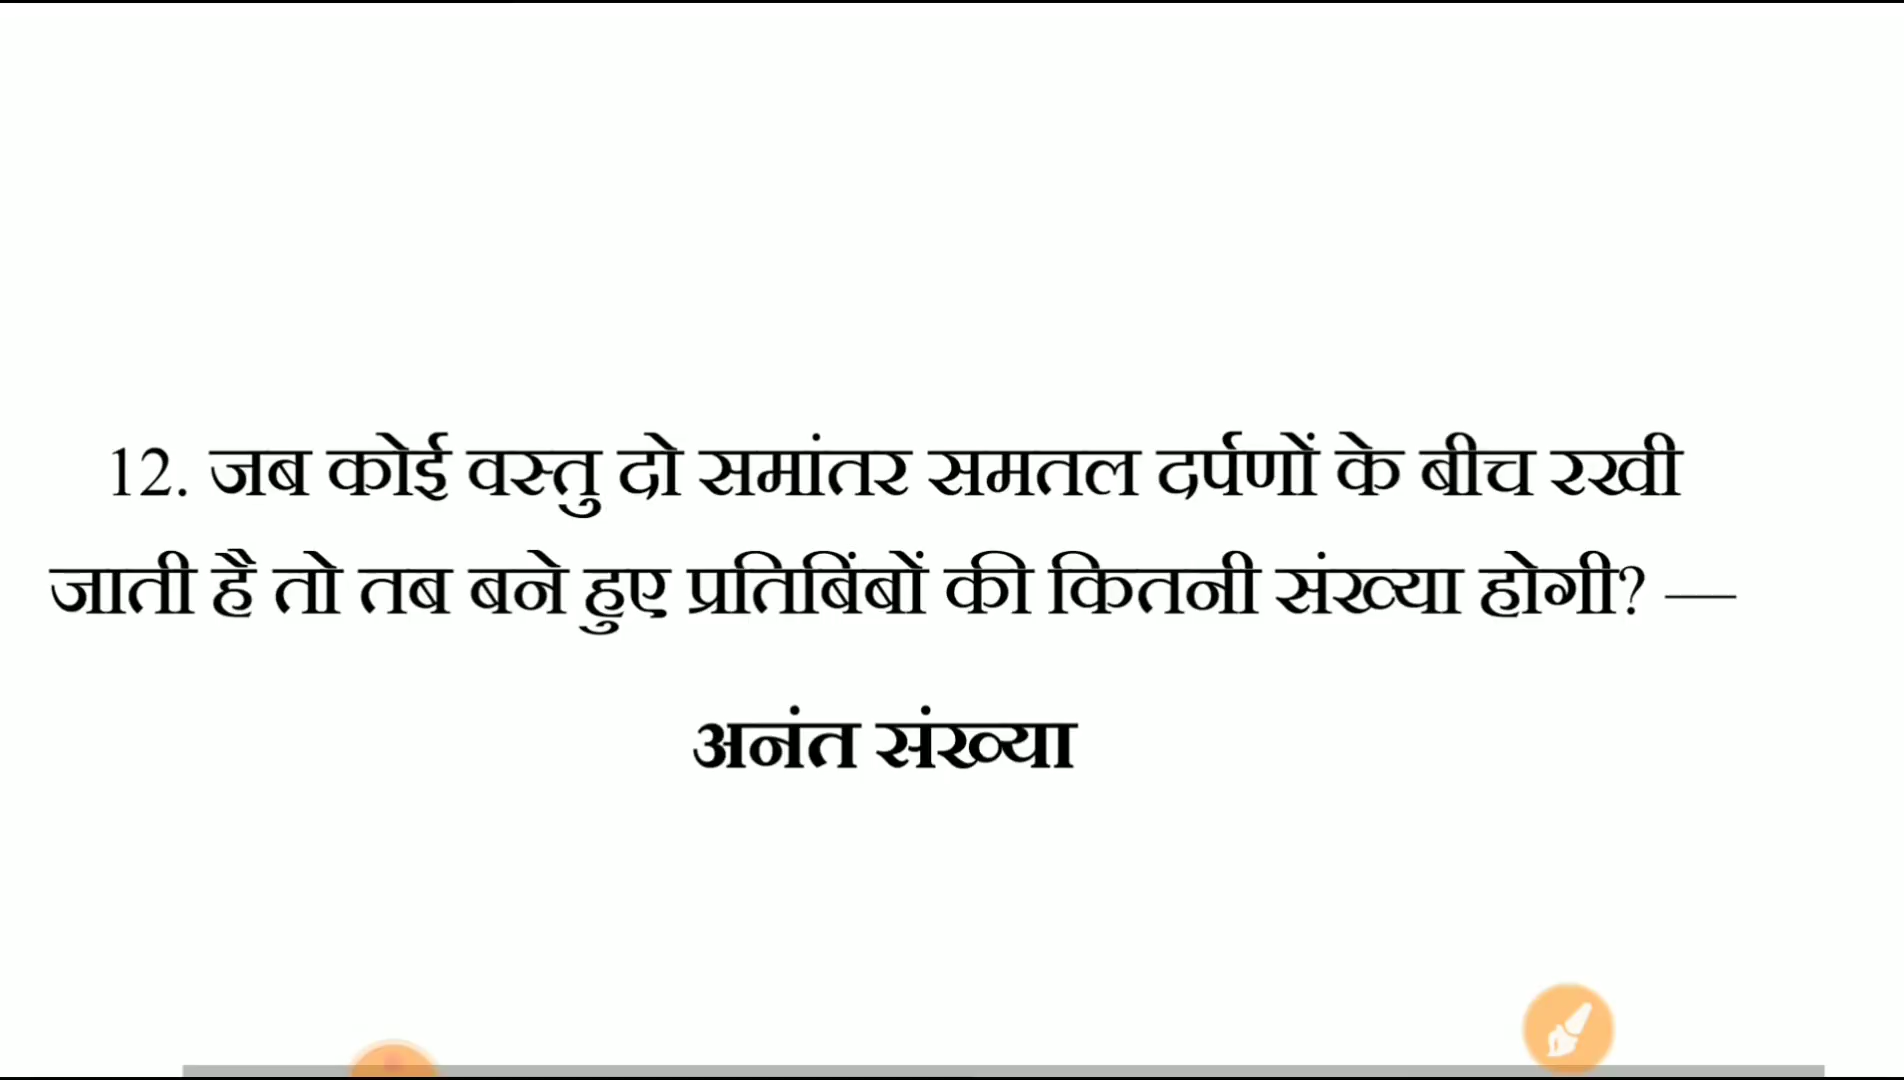 12. जब कोई वस्तु दो समांतर समतल दर्पणों के बीच रखी
जाती है तो तब बने हुए प्रतिबिंबों की कितनी संख्या होगी? —
अनंत संख्या